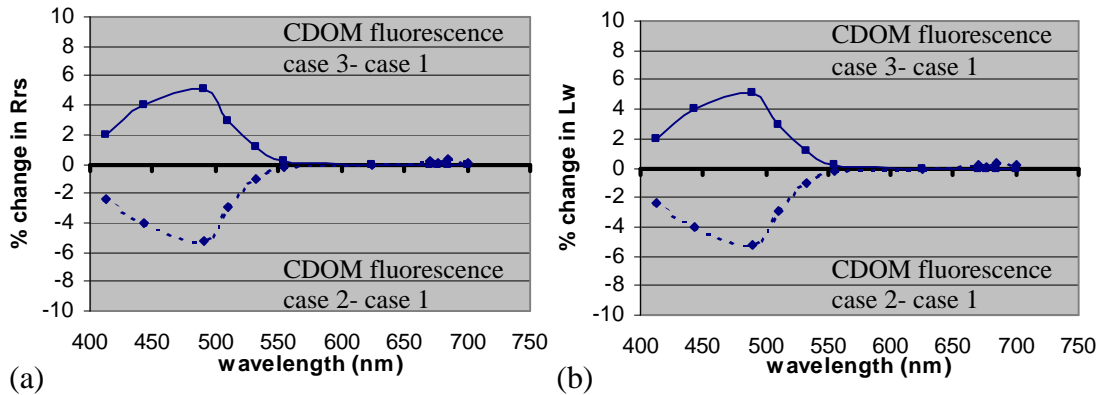 % change in Rrs
10
8
6
4
2
0
-2
-4
-6
-8
-10
CDOM fluorescence
case 3- case 1
CDOM fluorescence
case 2- case 1
400 450 500 550 600 650 700 750
wavelength (nm)
(a)
% change in Lw
10
8
6
4
2
0
-2
-4
-6
-8
-10
CDOM fluorescence
case 3- case 1
CDOM fluorescence
case 2- case 1
400 450 500 550 600 650 700 750
wavelength (nm)
(b)